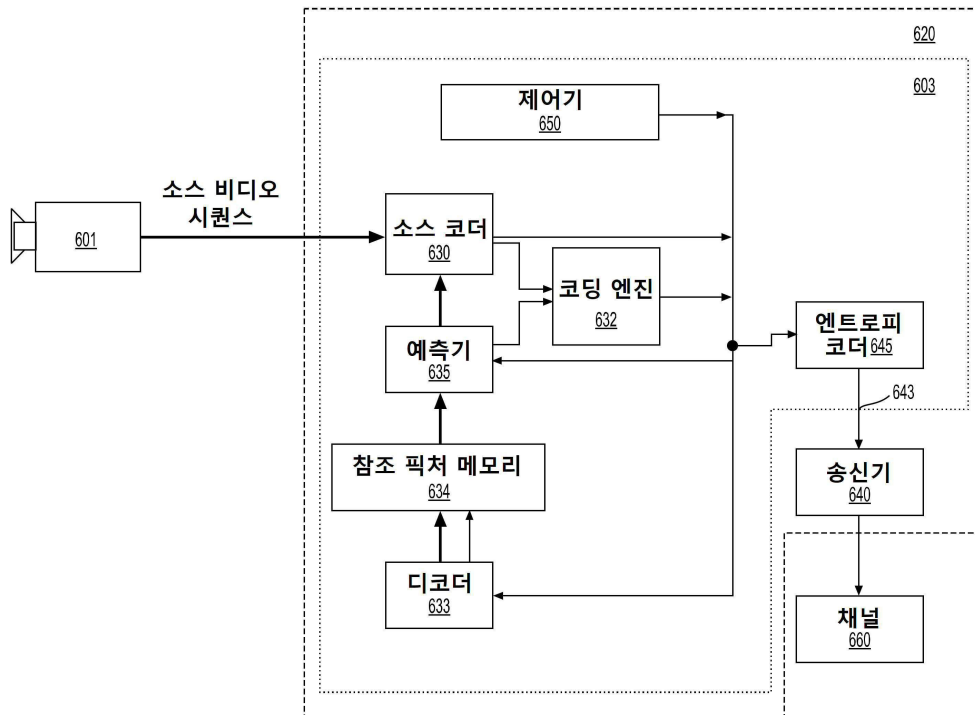 620
603
제어기
650
소스 비디오
시퀀스
601
소스 코더
630
코딩 엔진
632
엔트로피
코더 645
예측기
635
643
참조 픽처 메모리
634
송신기
640
디코더
633
채널
660